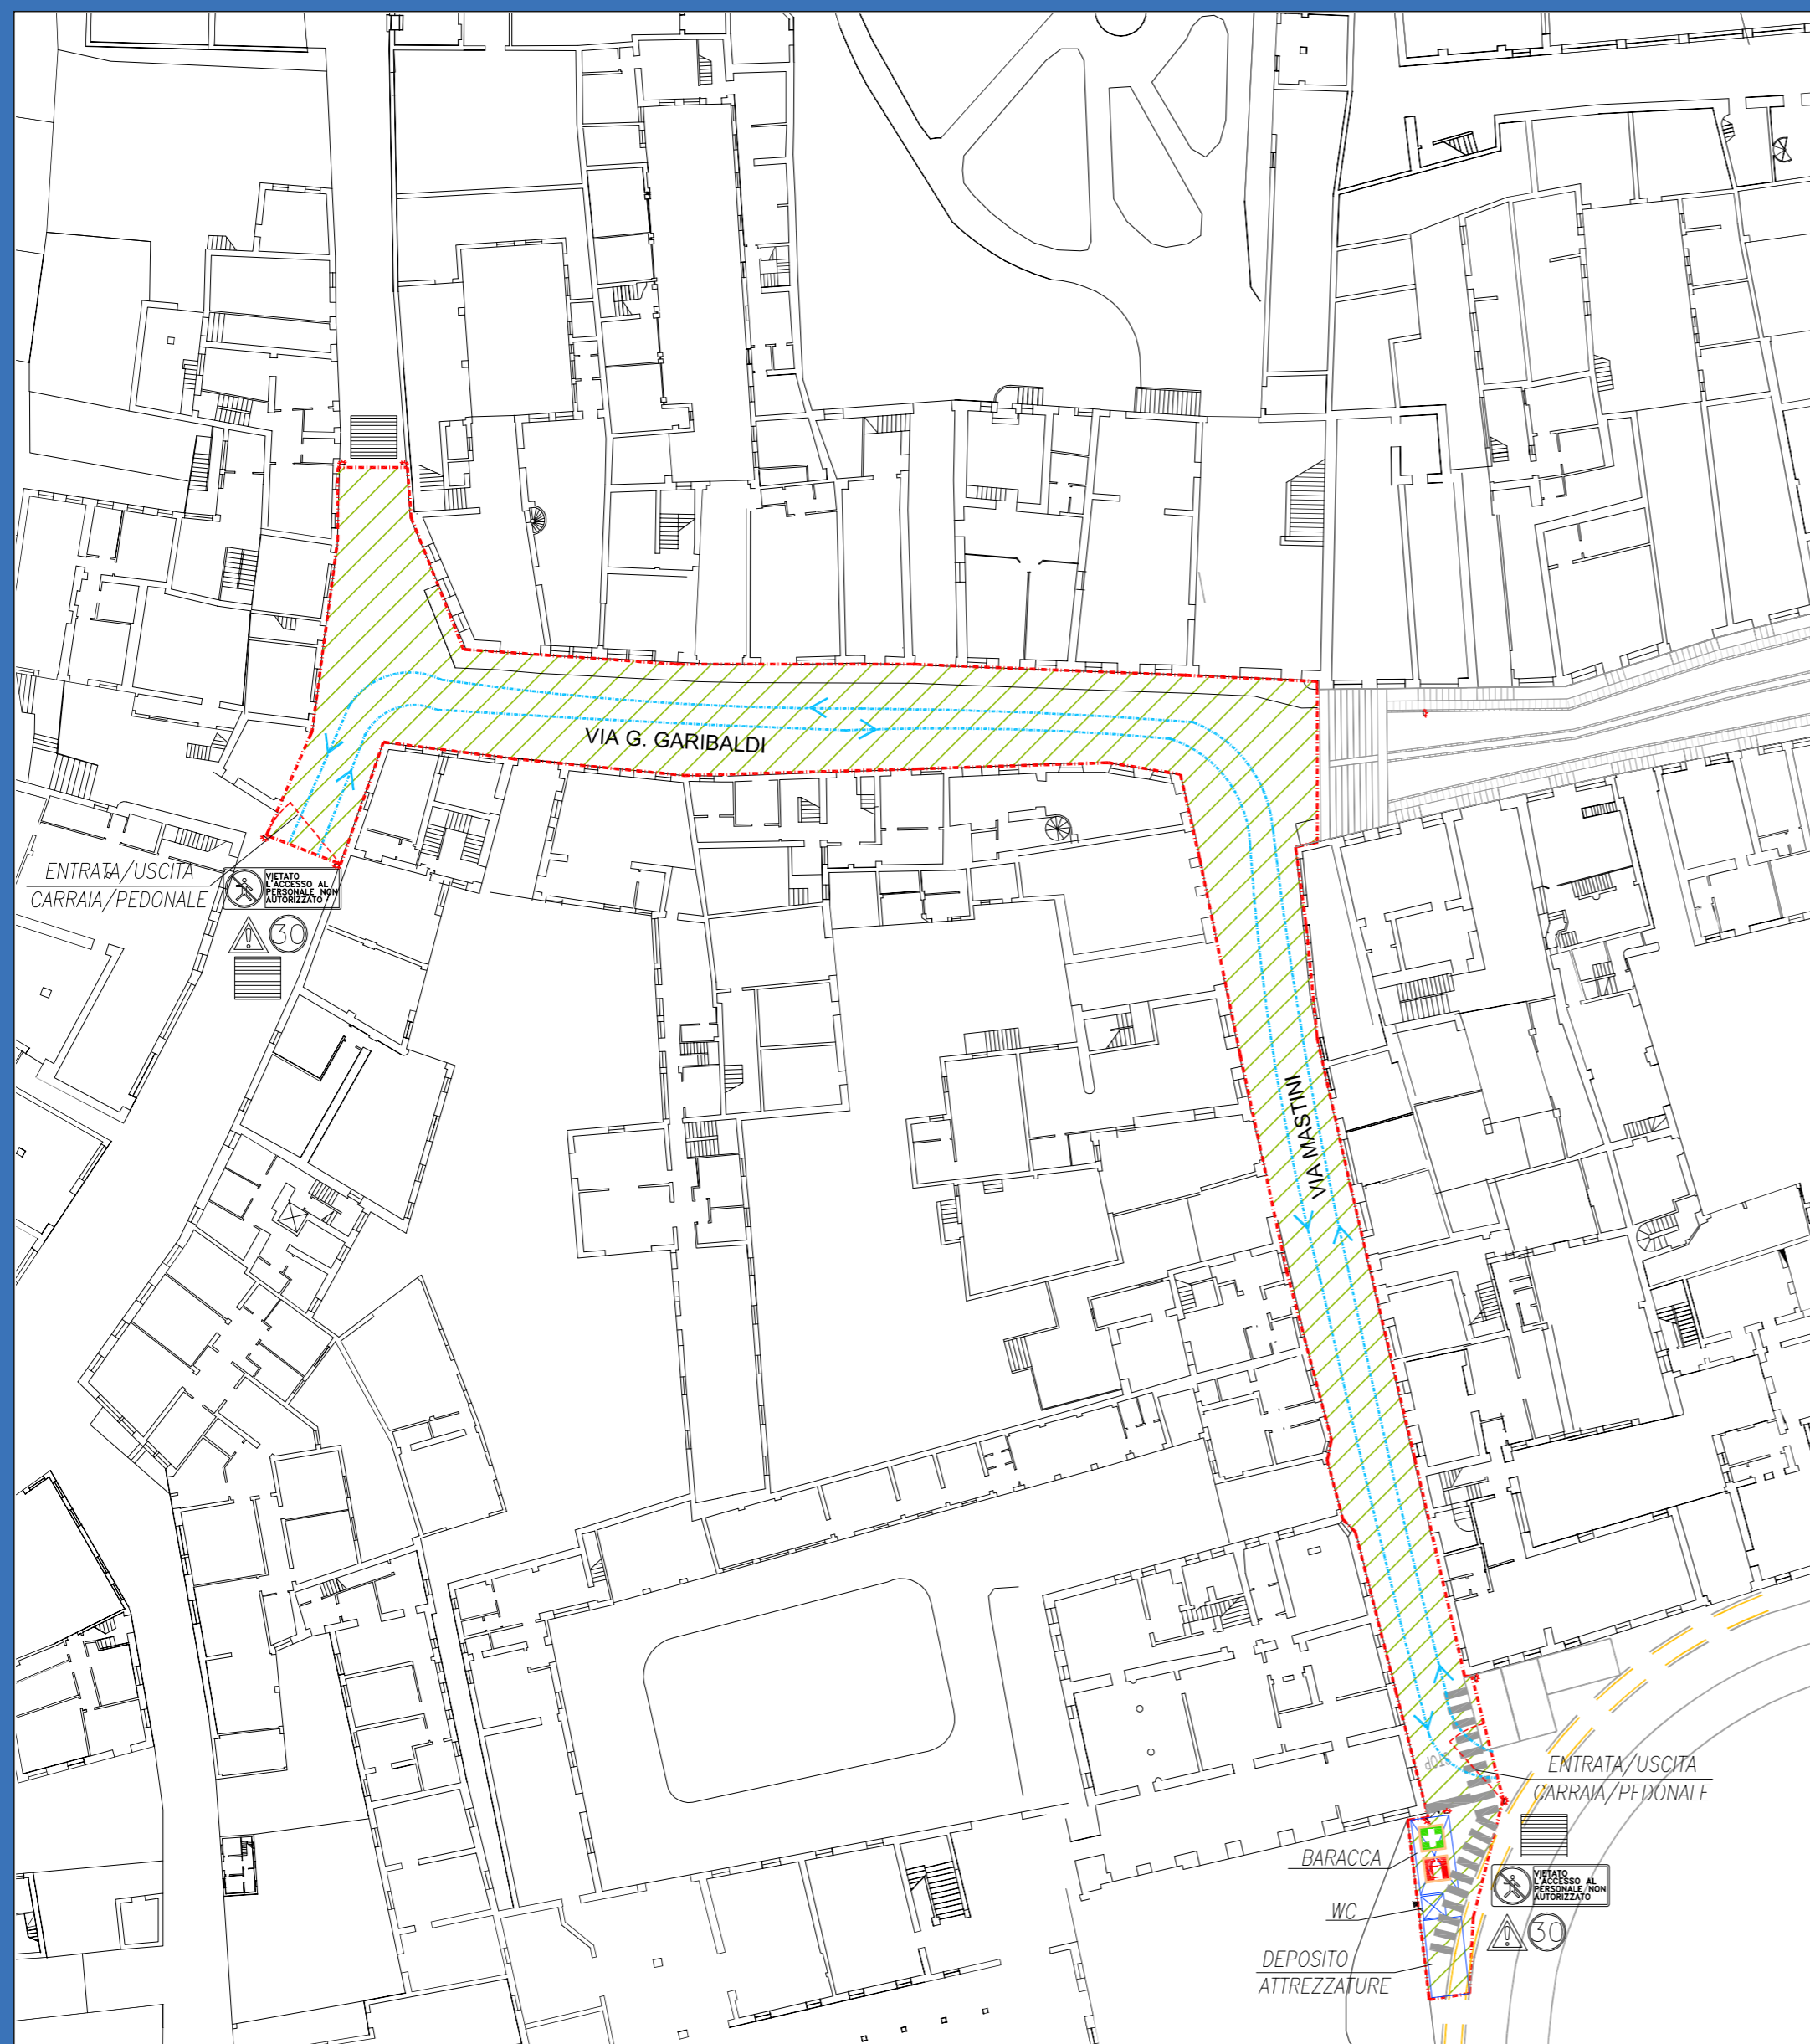 VIA G. GARIBALDI
ENTRATA/USCITA
CARRAIA/PEDONALE
VIETATO
L'ACCESSO AL
PERSONALE NON
AUTORIZZATO
30
VIA MASTINI
STOP
ENTRATA/USCITA
CARRAIA/PEDONALE
BARACCA
VIETATO
L'ACCESSO AL
PERSONALE NON
AUTORIZZATO
WC
30
DEPOSITO
ATTREZZATURE